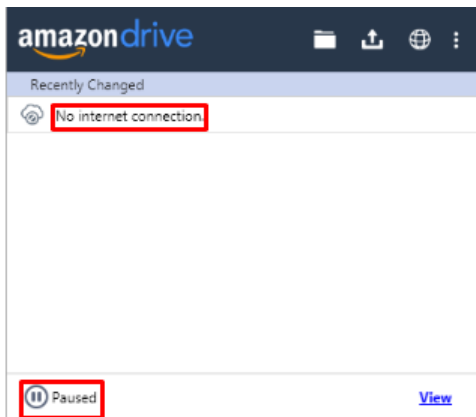 amazondrive
Recently Changed
No internet connection.
Paused
View